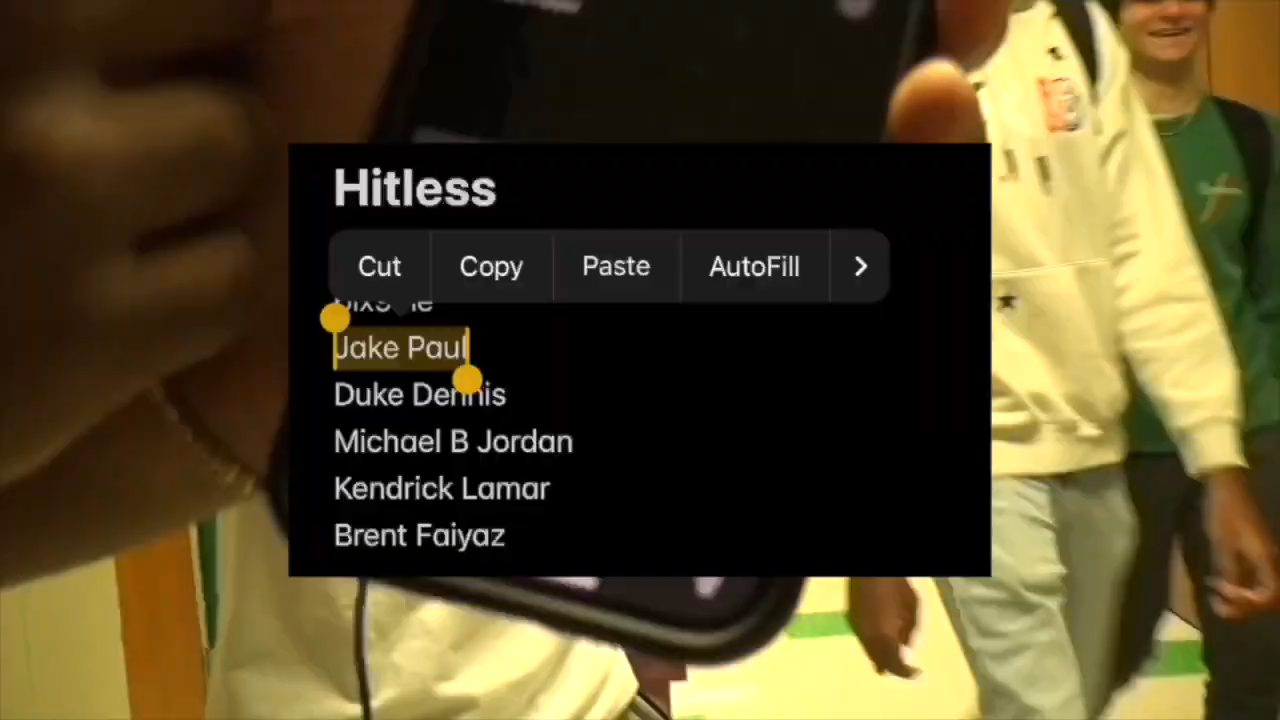 Hitless
Cut Copy Paste AutoFill
Jake Paul
Duke Dennis
Michael B Jordan
Kendrick Lamar
Brent Faiyaz